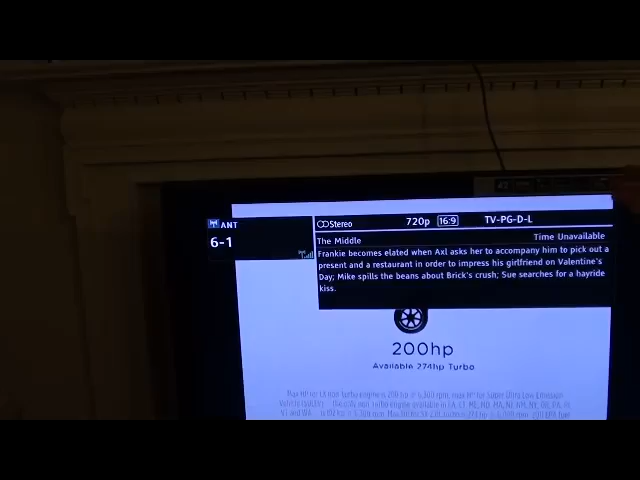 ANT
6-1
Stereo 720p 16:9 TV-PG-D-L
The Middle Time Unavailable
Frankie becomes elated when Axl asks her to accompany him to pick out a
present and a restaurant in order to impress his girlfriend on Valentine's
Day; Mike spills the beans about Brick's crush; Sue searches for a hayride
kiss.
200hp
Available 274hp Turbo